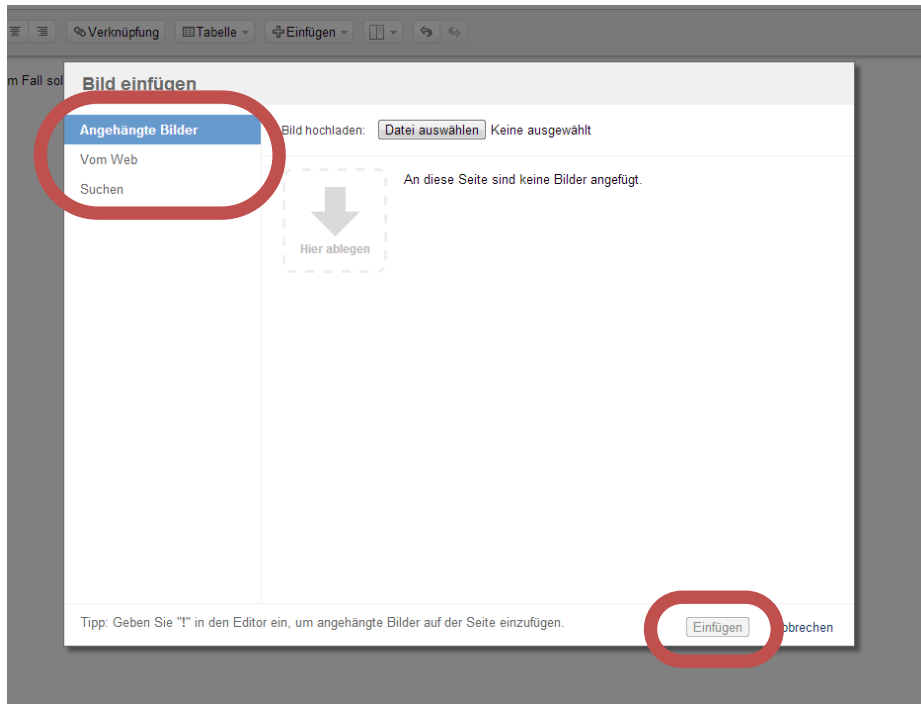 Verknüpfung Tabelle Einfügen
m Fall sol
Bild einfügen
Angehängte Bilder
Vom Web
Suchen
Bild hochladen: Datei auswählen Keine ausgewählt
An diese Seite sind keine Bilder angefügt.
Hier ablegen
Tipp: Geben Sie "!" in den Editor ein, um angehängte Bilder auf der Seite einzufügen.
Einfügen bbrechen